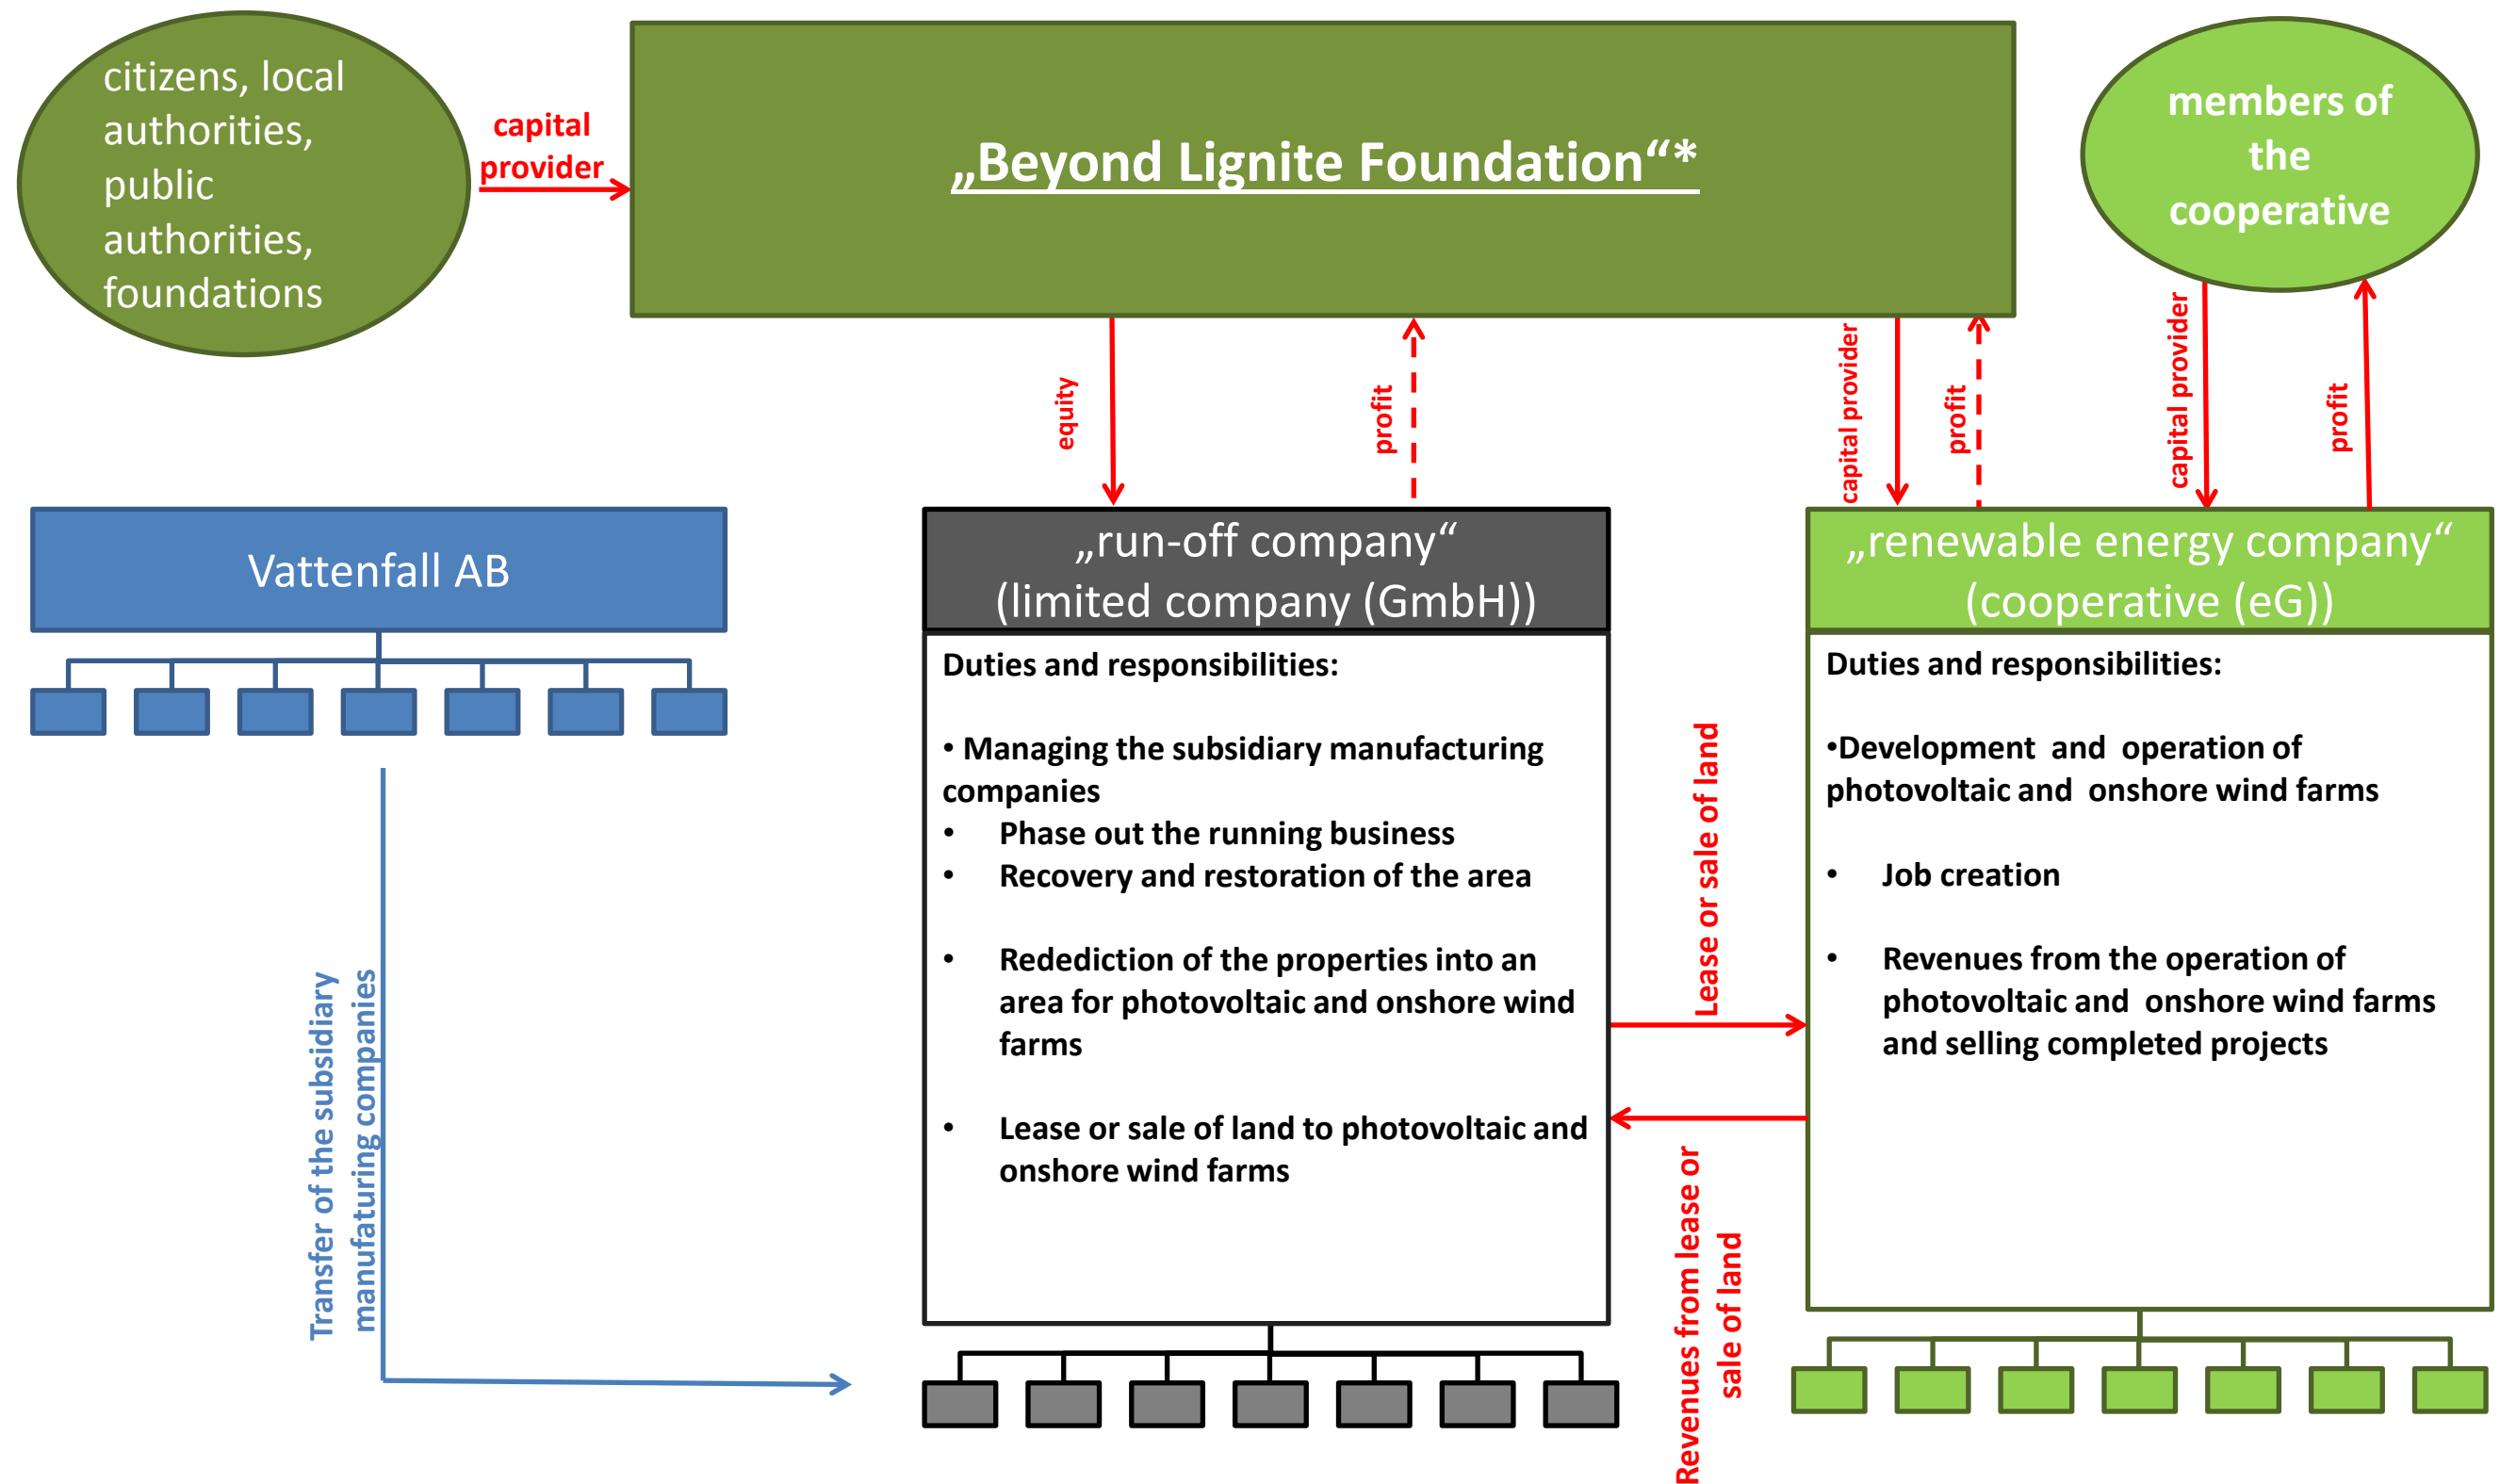 citizens, local
authorities,
public
authorities,
foundations
capital
provider
„Beyond Lignite Foundation“*
members of
the
cooperative
equity
profit
capital provider
profit
capital provider
profit
Vattenfall AB
„run-off company“
(limited company (GmbH))
„renewable energy company“
(cooperative (eG))
Duties and responsibilities:
• Managing the subsidiary manufacturing
companies
• Phase out the running business
• Recovery and restoration of the area
• Redediction of the properties into an
area for photovoltaic and onshore wind
farms
• Lease or sale of land to photovoltaic and
onshore wind farms
Lease or sale of land
Revenues from lease or
sale of land
Duties and responsibilities:
•Development and operation of
photovoltaic and onshore wind farms
• Job creation
• Revenues from the operation of
photovoltaic and onshore wind farms
and selling completed projects
Transfer of the subsidiary
manufaturing companies